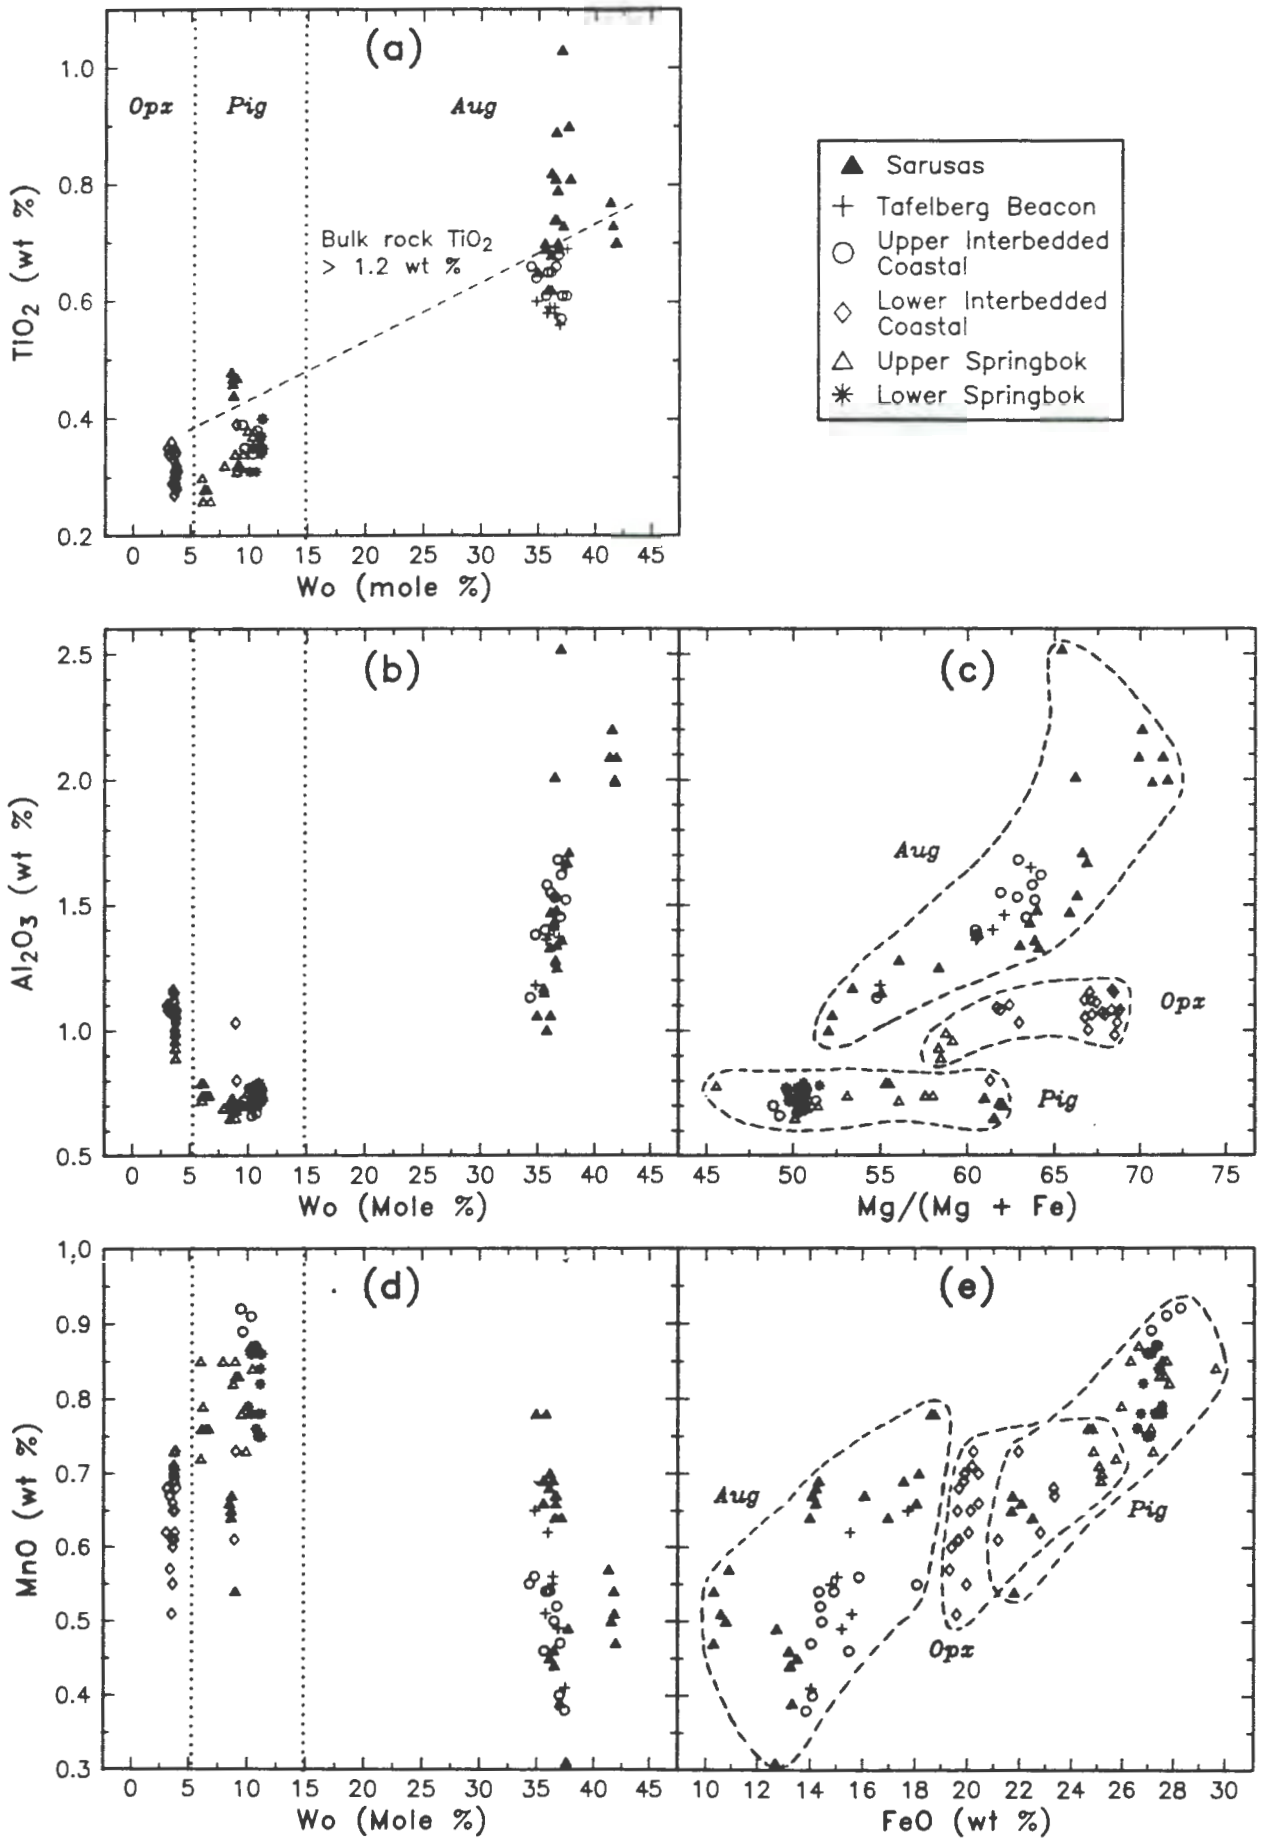 (a)
Opx Pig Aug
Bulk rock TiO2
> 1.2 wt %
TiO2 (wt %)
1.0
0.8
0.6
0.4
0.2
0 5 10 15 20 25 30 35 40 45
Wo (mole %)
Sarusas
Tafelberg Beacon
Upper Interbedded
Coastal
Lower Interbedded
Coastal
Upper Springbok
Lower Springbok
(b)
Al2O3 (wt %)
2.5
2.0
1.5
1.0
0.5
0 5 10 15 20 25 30 35 40 45
Wo (Mole %)
(c)
Aug
Opx
Pig
45 50 55 60 65 70 75
Mg/(Mg + Fe)
(d)
MnO (wt %)
1.0
0.9
0.8
0.7
0.6
0.5
0.4
0.3
0 5 10 15 20 25 30 35 40 45
Wo (Mole %)
(e)
Aug
Pig
Opx
10 12 14 16 18 20 22 24 26 28 30
FeO (wt %)